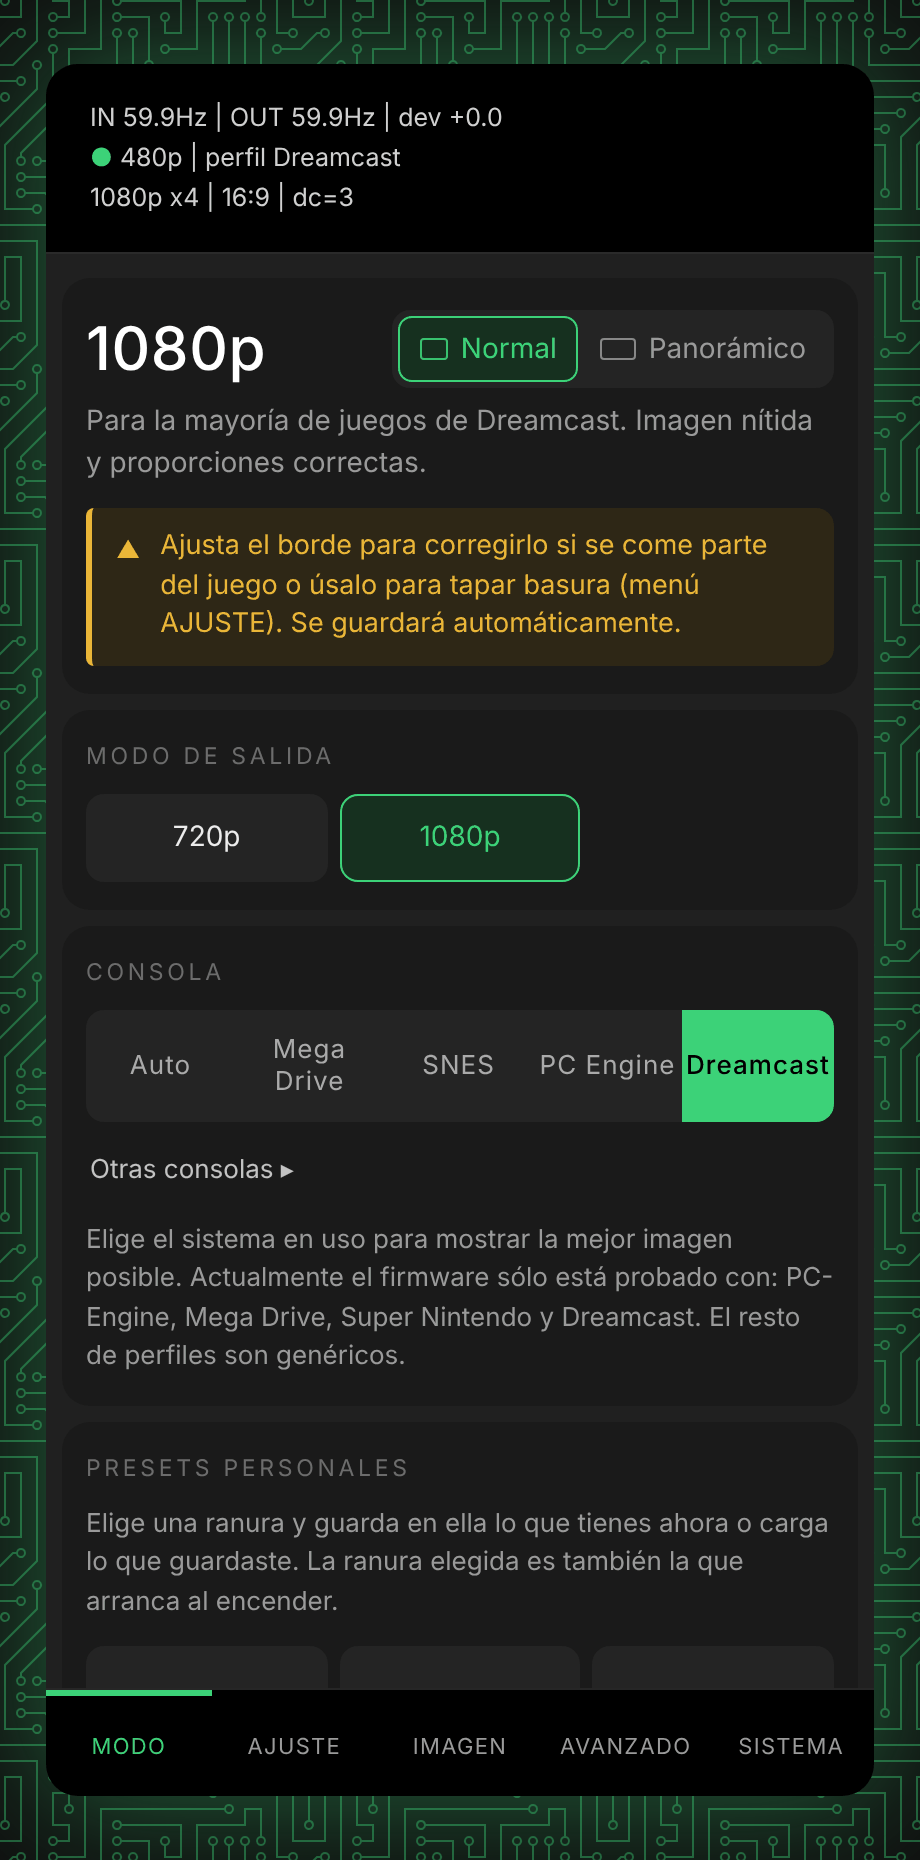 IN 59.9Hz | OUT 59.9Hz | dev +0.0
480p | perfil Dreamcast
1080p x4 | 16:9 | dc=3
1080p
Normal
Panorámico
Para la mayoría de juegos de Dreamcast. Imagen nítida
y proporciones correctas.
Ajusta el borde para corregirlo si se come parte
del juego o úsalo para tapar basura (menú
AJUSTE). Se guardará automáticamente.
MODO DE SALIDA
720p
1080p
CONSOLA
Auto
Mega
Drive
SNES
PC Engine
Dreamcast
Otras consolas ▸
Elige el sistema en uso para mostrar la mejor imagen
posible. Actualmente el firmware sólo está probado con: PC-
Engine, Mega Drive, Super Nintendo y Dreamcast. El resto
de perfiles son genéricos.
PRESETS PERSONALES
Elige una ranura y guarda en ella lo que tienes ahora o carga
lo que guardaste. La ranura elegida es también la que
arranca al encender.
MODO
AJUSTE
IMAGEN
AVANZADO
SISTEMA